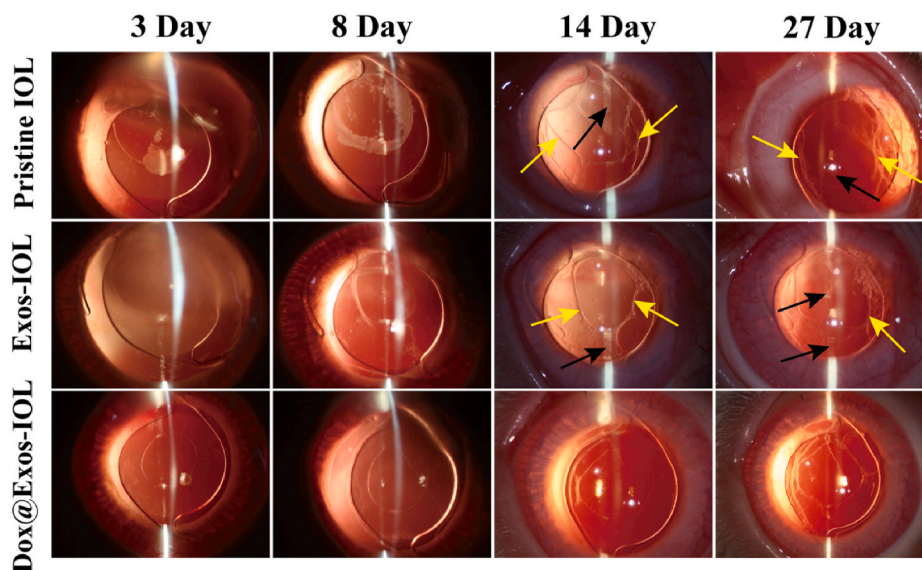 3 Day
8 Day
14 Day
27 Day
Pristine IOL
Exos-IOL
Dox@Exos-IOL